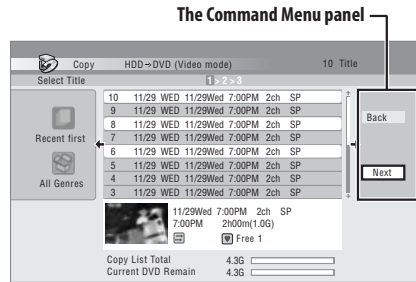 The Command Menu panel
Copy HDD→DVD (Video mode) 10 Title
Select Title 1 > 2 > 3
10 11/29 WED 11/29Wed 7:00PM 2ch SP
9 11/29 WED 11/29Wed 7:00PM 2ch SP
8 11/29 WED 11/29Wed 7:00PM 2ch SP
7 11/29 WED 11/29Wed 7:00PM 2ch SP
6 11/29 WED 11/29Wed 7:00PM 2ch SP
5 11/29 WED 11/29Wed 7:00PM 2ch SP
4 11/29 WED 11/29Wed 7:00PM 2ch SP
3 11/29 WED 11/29Wed 7:00PM 2ch SP
Recent first
All Genres
Back
Next
11/29Wed 7:00PM 2ch SP
7:00PM 2h00m(1.0G)
Free 1
Copy List Total 4.3G
Current DVD Remain 4.3G